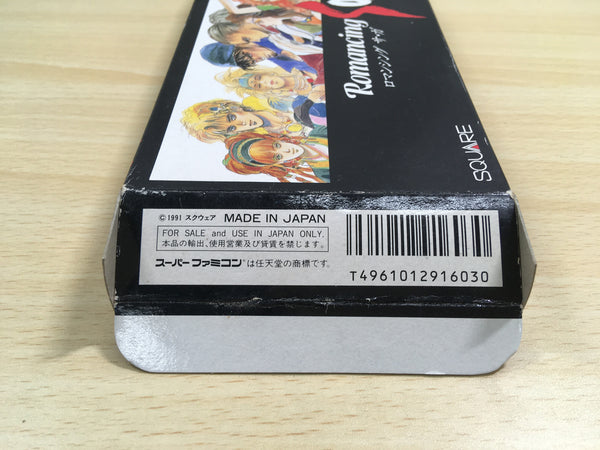 Romancing
ロマンシング サ・ガ
SQUARE
© 1991 スクウェア MADE IN JAPAN
FOR SALE and USE IN JAPAN ONLY.
本品の輸出、使用営業及び賃貸を禁じます。
スーパーファミコン®は任天堂の商標です。
T4961012916030